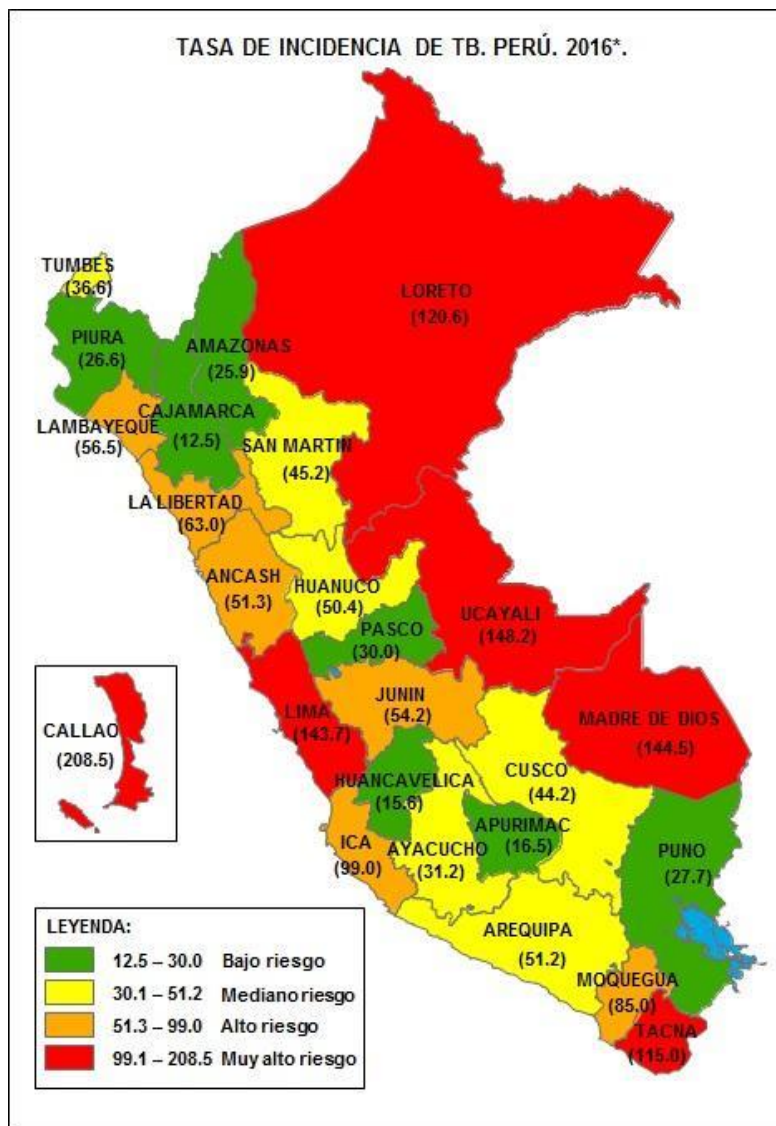 TASA DE INCIDENCIA DE TB. PERÚ. 2016*.
TUMBES
(36.6)
LORETO
(120.6)
PIURA
(26.6)
AMAZONAS
(25.9)
CAJAMARCA
(12.5)
LAMBAYEQUE
(56.5)
SAN MARTIN
(45.2)
LA LIBERTAD
(63.0)
ANCASH
(51.3)
HUANUCO
(50.4)
UCAYALI
(148.2)
PASCO
(30.0)
JUNIN
(54.2)
LIMA
(143.7)
MADRE DE DIOS
(144.5)
CALLAO
(208.5)
CUSCO
(44.2)
HUANCAVELICA
(15.6)
APURIMAC
(16.5)
ICA
(99.0)
AYACUCHO
(31.2)
PUNO
(27.7)
AREQUIPA
(51.2)
MOQUEGUA
(85.0)
TACNA
(115.0)
LEYENDA:
12.5 – 30.0 Bajo riesgo
30.1 – 51.2 Mediano riesgo
51.3 – 99.0 Alto riesgo
99.1 – 208.5 Muy alto riesgo